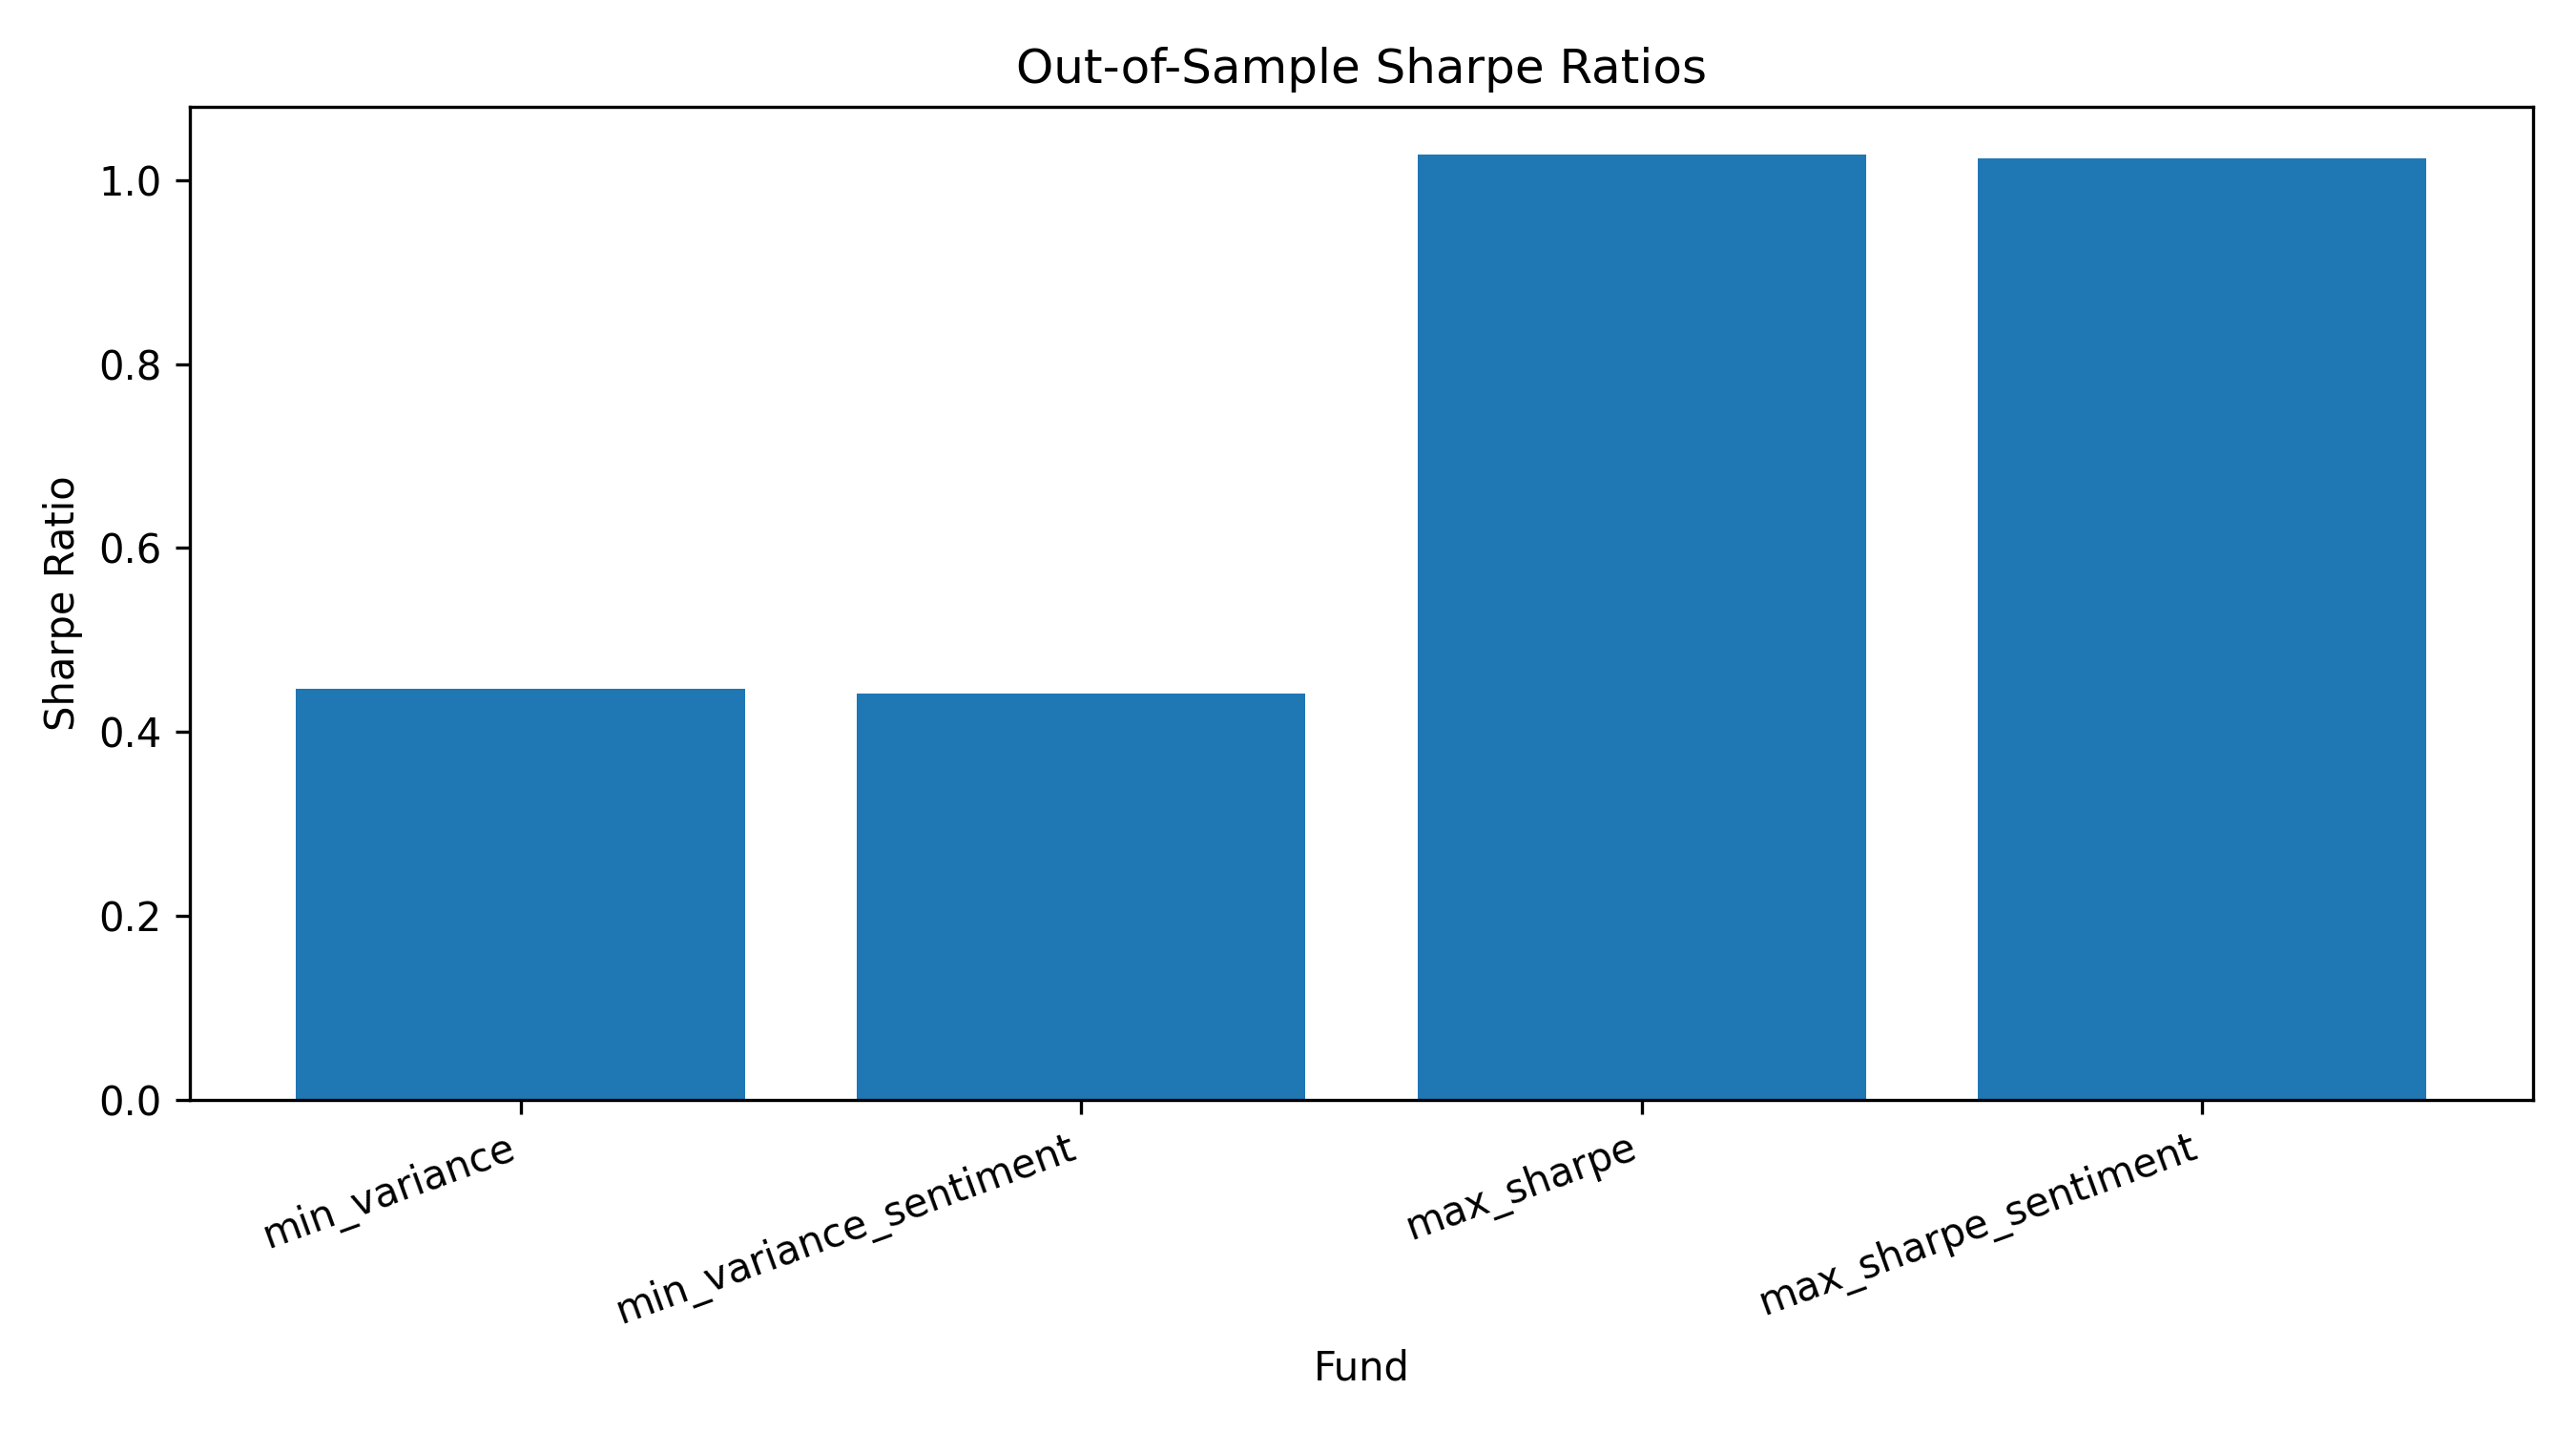 Out-of-Sample Sharpe Ratios
Sharpe Ratio
1.0
0.8
0.6
0.4
0.2
0.0
min_variance
min_variance_sentiment
max_sharpe
max_sharpe_sentiment
Fund